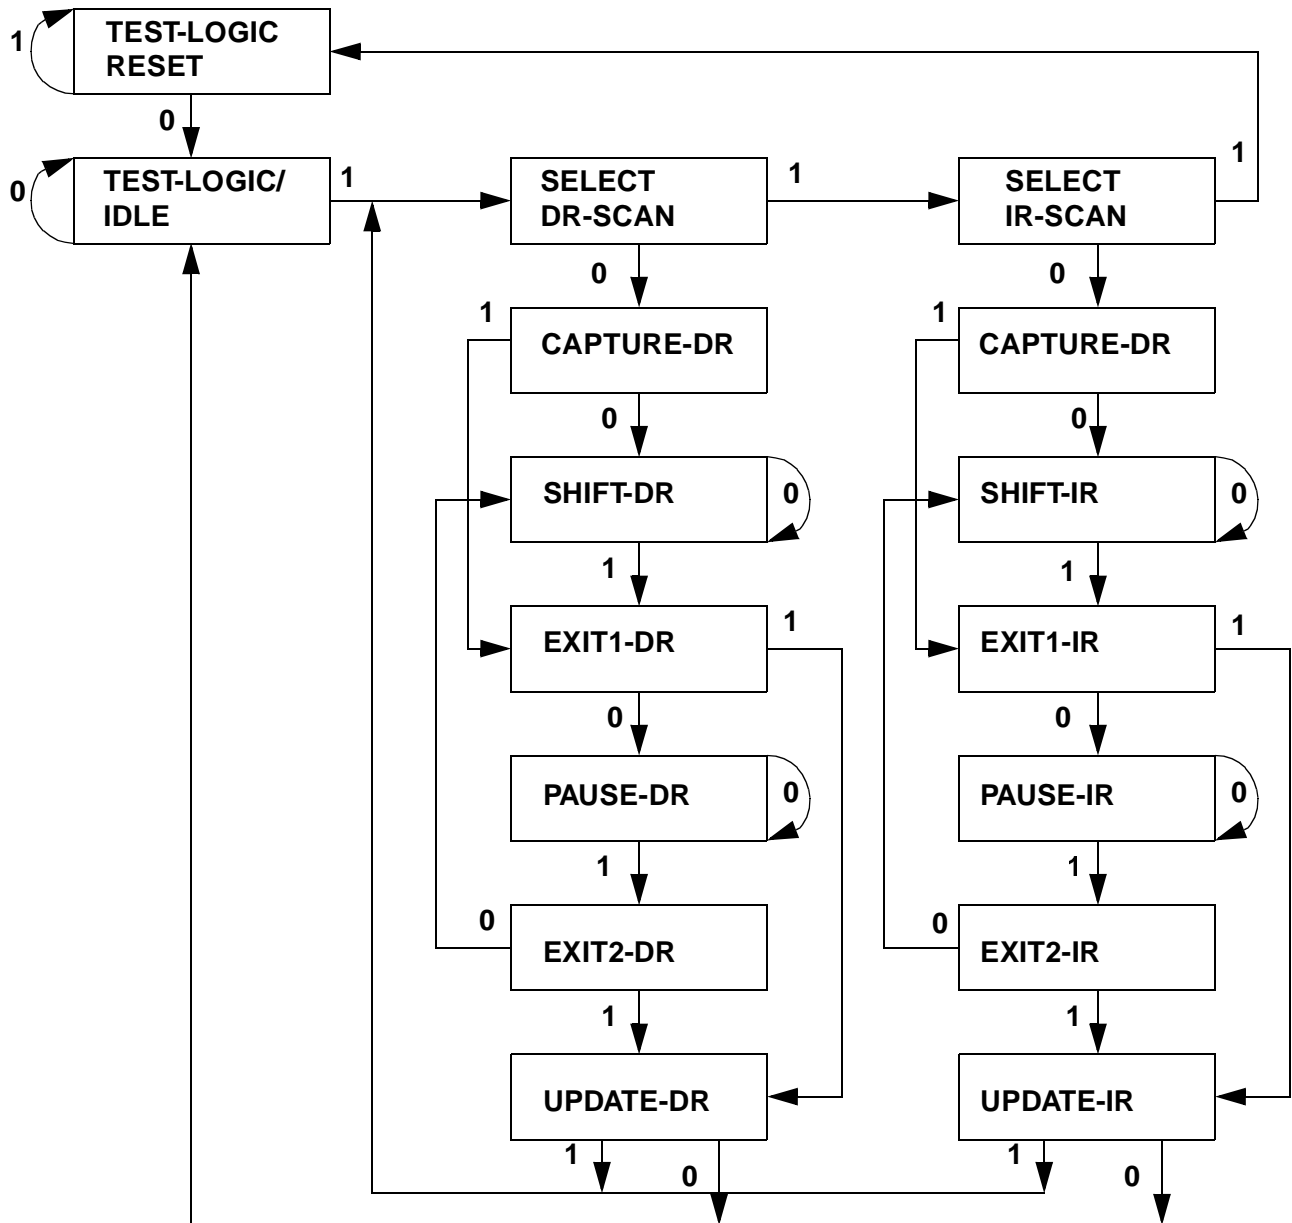 TEST-LOGIC
RESET
1
0
TEST-LOGIC/
IDLE
0
1
SELECT
DR-SCAN
1
SELECT
IR-SCAN
1
0
0
1
CAPTURE-DR
1
CAPTURE-DR
0
0
SHIFT-DR
0
SHIFT-IR
0
1
1
EXIT1-DR
1
EXIT1-IR
1
0
0
PAUSE-DR
0
PAUSE-IR
0
1
1
0
EXIT2-DR
0
EXIT2-IR
1
1
UPDATE-DR
UPDATE-IR
1
0
1
0